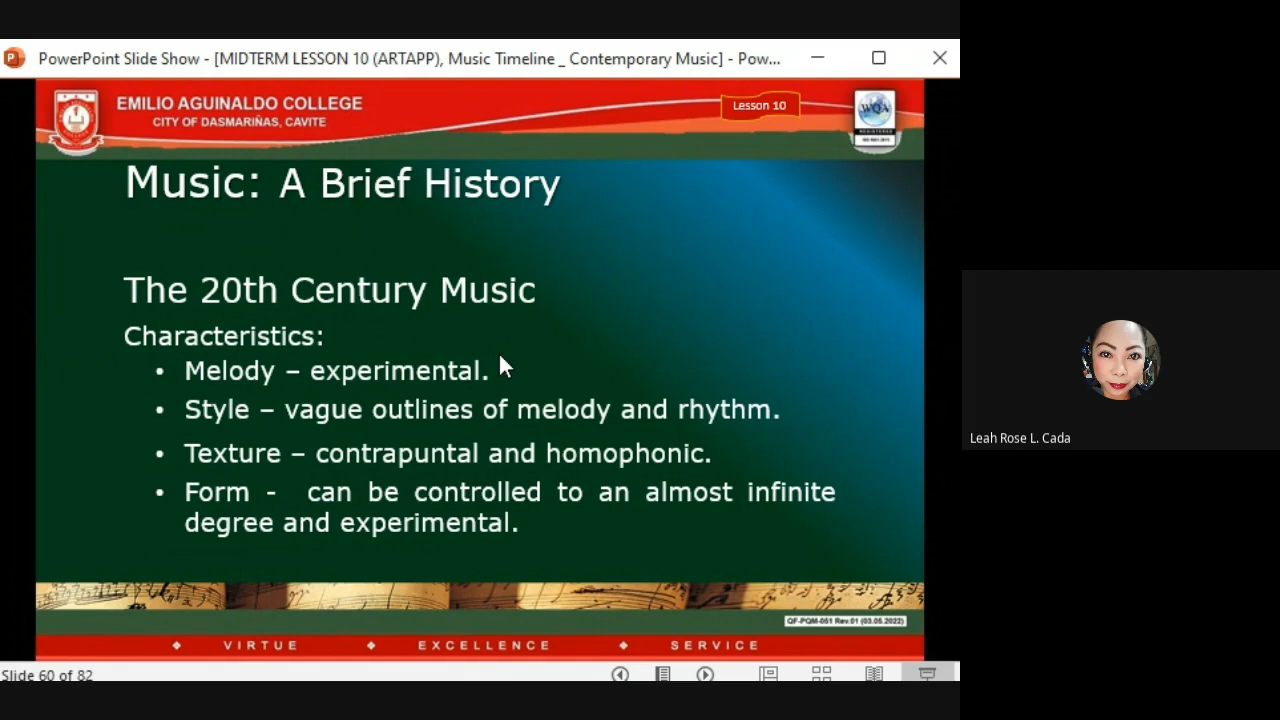 PowerPoint Slide Show - [MIDTERM LESSON 10 (ARTAPP), Music Timeline _ Contemporary Music] - Pow...
EMILIO AGUINALDO COLLEGE
CITY OF DASMARIÑAS, CAVITE
Lesson 10
WQA
Music: A Brief History
The 20th Century Music
Characteristics:
• Melody – experimental.
• Style – vague outlines of melody and rhythm.
• Texture – contrapuntal and homophonic.
• Form - can be controlled to an almost infinite
degree and experimental.
QF-PQM-051 Rev.01 (03.05.2022)
VIRTUE ❖ EXCELLENCE ❖ SERVICE
Slide 60 of 82
Leah Rose L. Cada